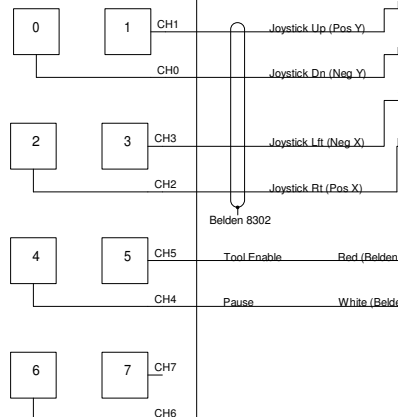 0 1 CH1 Joystick Up (Pos Y)
CH0 Joystick Dn (Neg Y)
2 3 CH3 Joystick Lft (Neg X)
CH2 Joystick Rt (Pos X)
Belden 8302
4 5 CH5 Tool Enable Red (Belden
CH4 Pause White (Belde
6 7 CH7
CH6